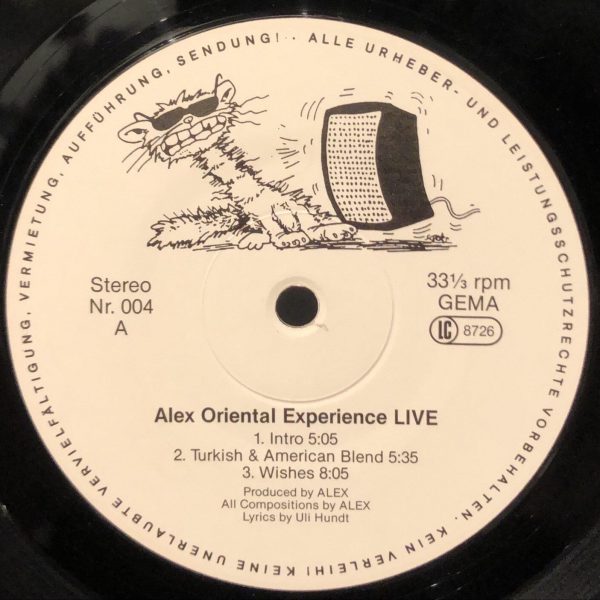 ALLE URHEBER- UND LEISTUNGSSCHUTZRECHTE VORBEHALTEN. KEIN VERLEIH! KEINE UNERLAUBTE VERVIELFÄLTIGUNG, VERMIETUNG, AUFFÜHRUNG, SENDUNG! ·
Stereo
Nr. 004
A
33⅓ rpm
GEMA
LC 8726
Alex Oriental Experience LIVE
1. Intro 5:05
2. Turkish & American Blend 5:35
3. Wishes 8:05
Produced by ALEX
All Compositions by ALEX
Lyrics by Uli Hundt